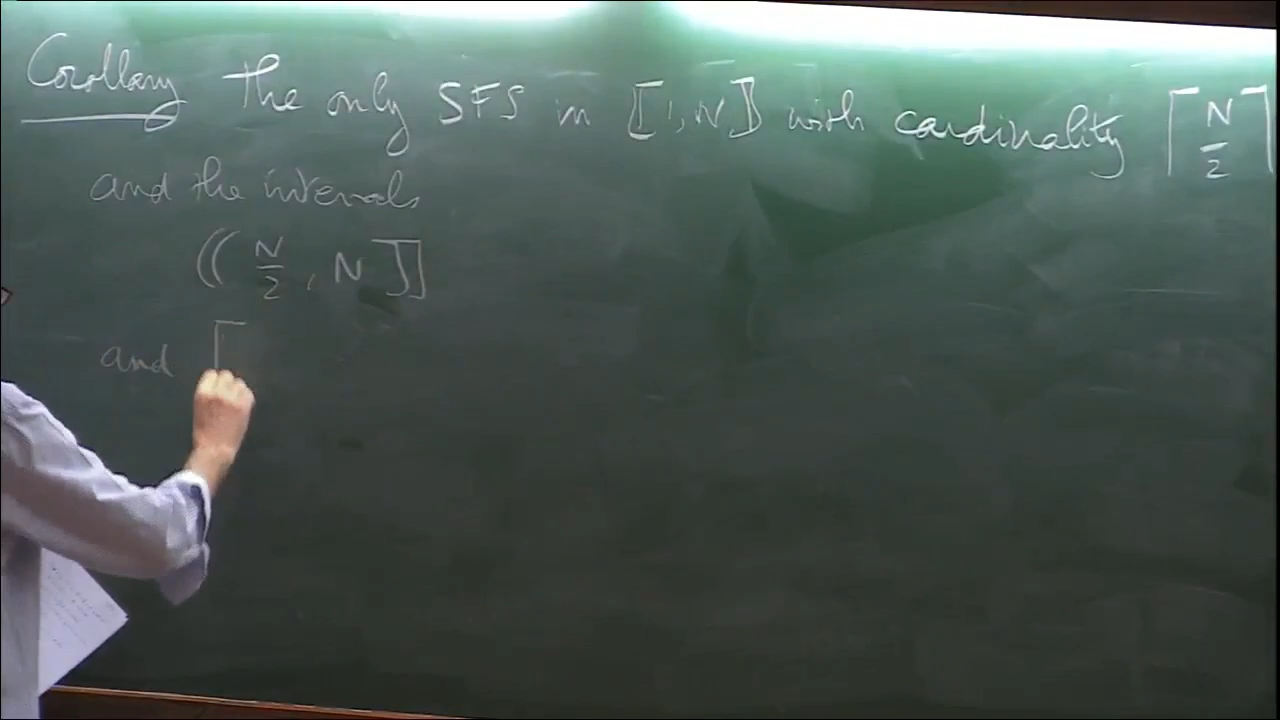 Corollary The only SFS in ⟦1, N⟧ with cardinality ⌈N/2⌉
and the intervals
((N/2, N⟧
and [